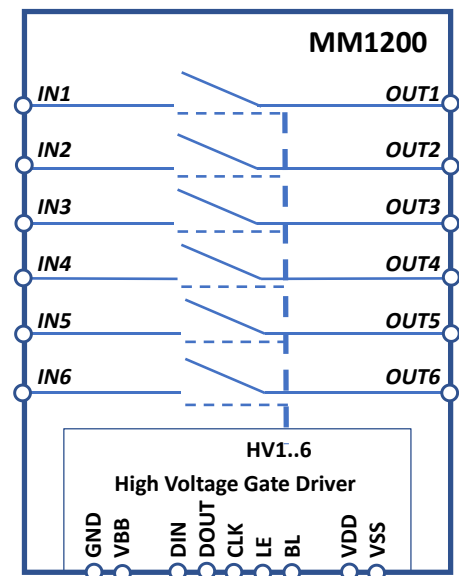 MM1200
IN1 OUT1
IN2 OUT2
IN3 OUT3
IN4 OUT4
IN5 OUT5
IN6 OUT6
HV1..6
High Voltage Gate Driver
GND VBB DIN DOUT CLK LE BL VDD VSS